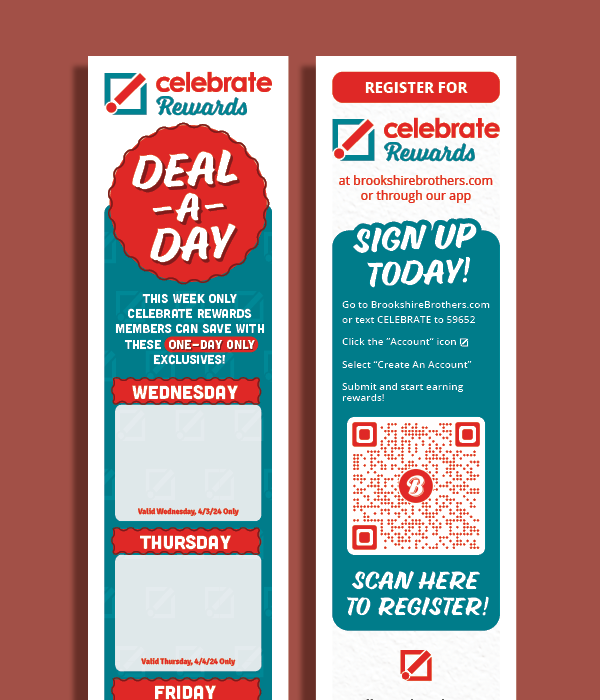 celebrate
Rewards
DEAL
-A-
DAY
THIS WEEK ONLY
CELEBRATE REWARDS
MEMBERS CAN SAVE WITH
THESE ONE-DAY ONLY
EXCLUSIVES!
WEDNESDAY
Valid Wednesday, 4/3/24 Only
THURSDAY
Valid Thursday, 4/4/24 Only
FRIDAY
REGISTER FOR
celebrate
Rewards
at brookshirebrothers.com
or through our app
SIGN UP
TODAY!
Go to BrookshireBrothers.com
or text CELEBRATE to 59652
Click the “Account” icon
Select “Create An Account”
Submit and start earning
rewards!
B
SCAN HERE
TO REGISTER!